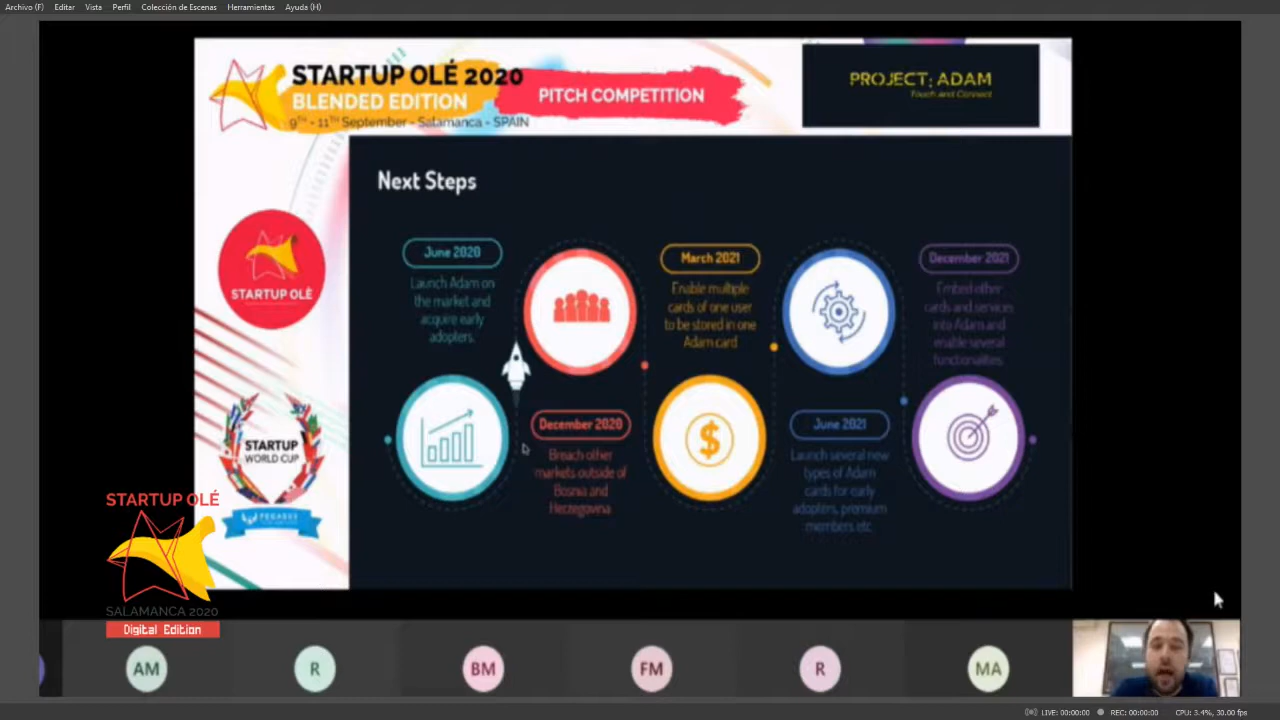 Archivo (F) Editar Vista Perfil Colección de Escenas Herramientas Ayuda (H)
STARTUP OLÉ 2020
BLENDED EDITION
9TH - 11TH September - Salamanca - SPAIN
PITCH COMPETITION
PROJECT: ADAM
Touch and Connect
Next Steps
June 2020
Launch Adam on
the market and
acquire early
adopters.
December 2020
Breach other
markets outside of
Bosnia and
Herzegovina
March 2021
Enable multiple
cards of one user
to be stored in one
Adam card
June 2021
Launch several new
types of Adam
cards for early
adopters, premium
members etc.
December 2021
Embed other
cards and services
into Adam and
enable several
functionalities
STARTUP OLÈ
STARTUP
WORLD CUP
PEGASUS
STARTUP OLÉ
SALAMANCA 2020
Digital Edition
AM
R
BM
FM
R
MA
LIVE: 00:00:00 REC: 00:00:00 CPU: 3.4%, 30.00 fps